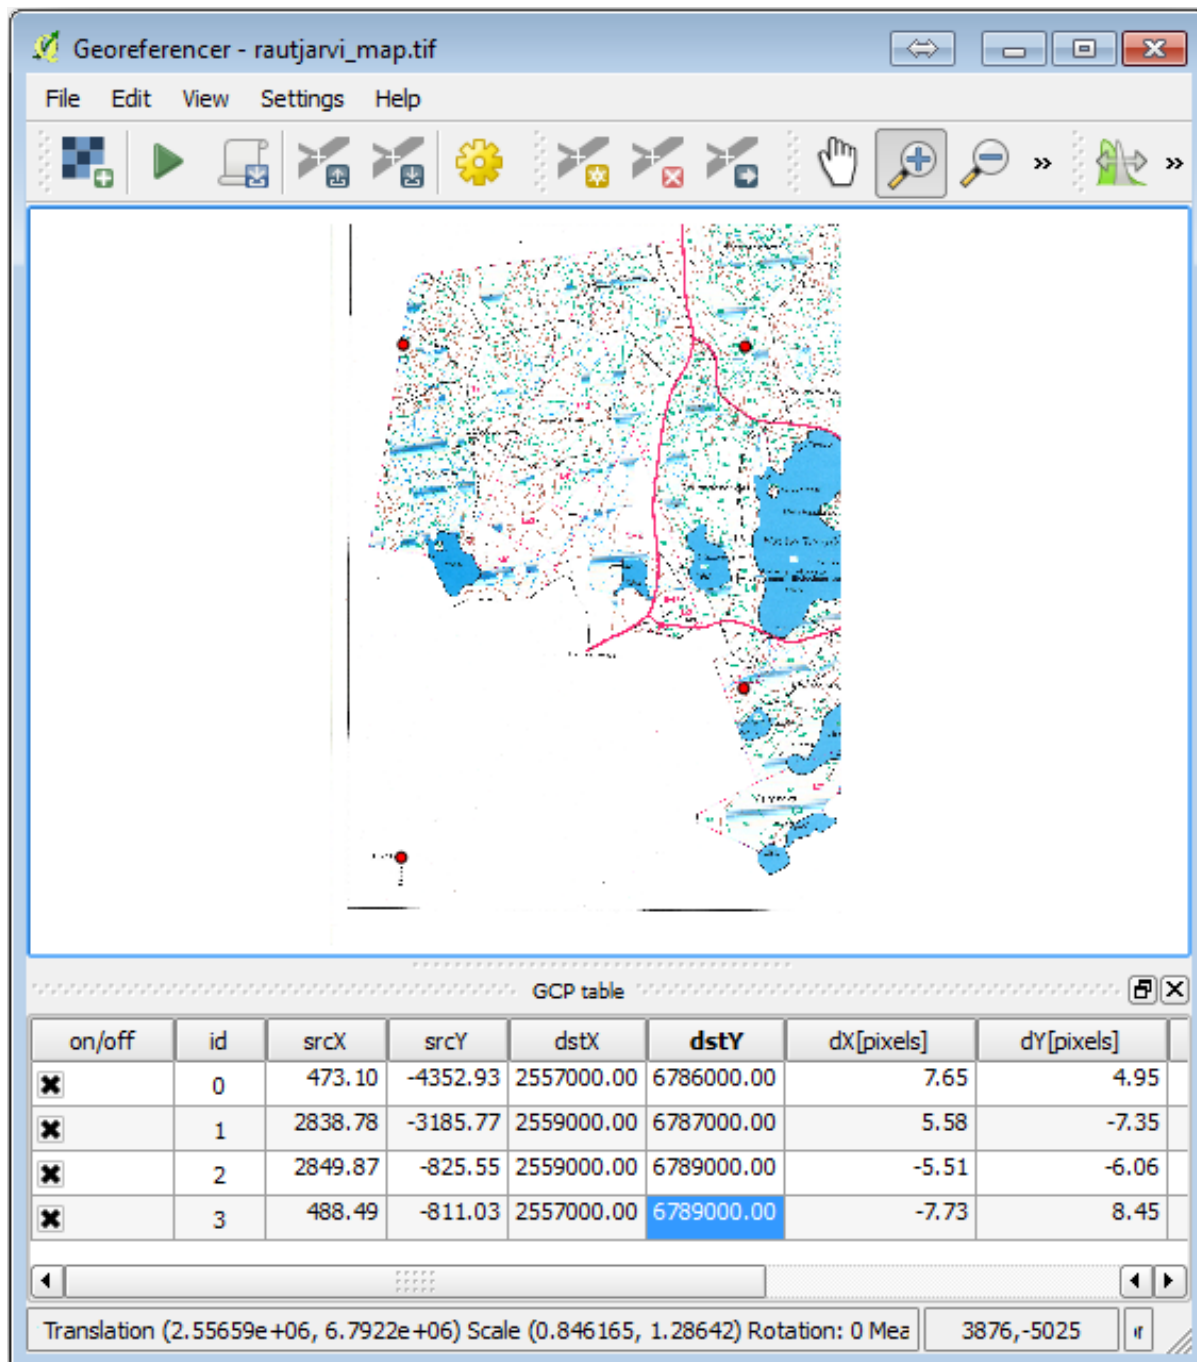 Georeferencer - rautjarvi_map.tif
File Edit View Settings Help
GCP table
on/off id srcX srcY dstX dstY dX[pixels] dY[pixels]
0 473.10 -4352.93 2557000.00 6786000.00 7.65 4.95
1 2838.78 -3185.77 2559000.00 6787000.00 5.58 -7.35
2 2849.87 -825.55 2559000.00 6789000.00 -5.51 -6.06
3 488.49 -811.03 2557000.00 6789000.00 -7.73 8.45
Translation (2.55659e+06, 6.7922e+06) Scale (0.846165, 1.28642) Rotation: 0 Mea 3876,-5025